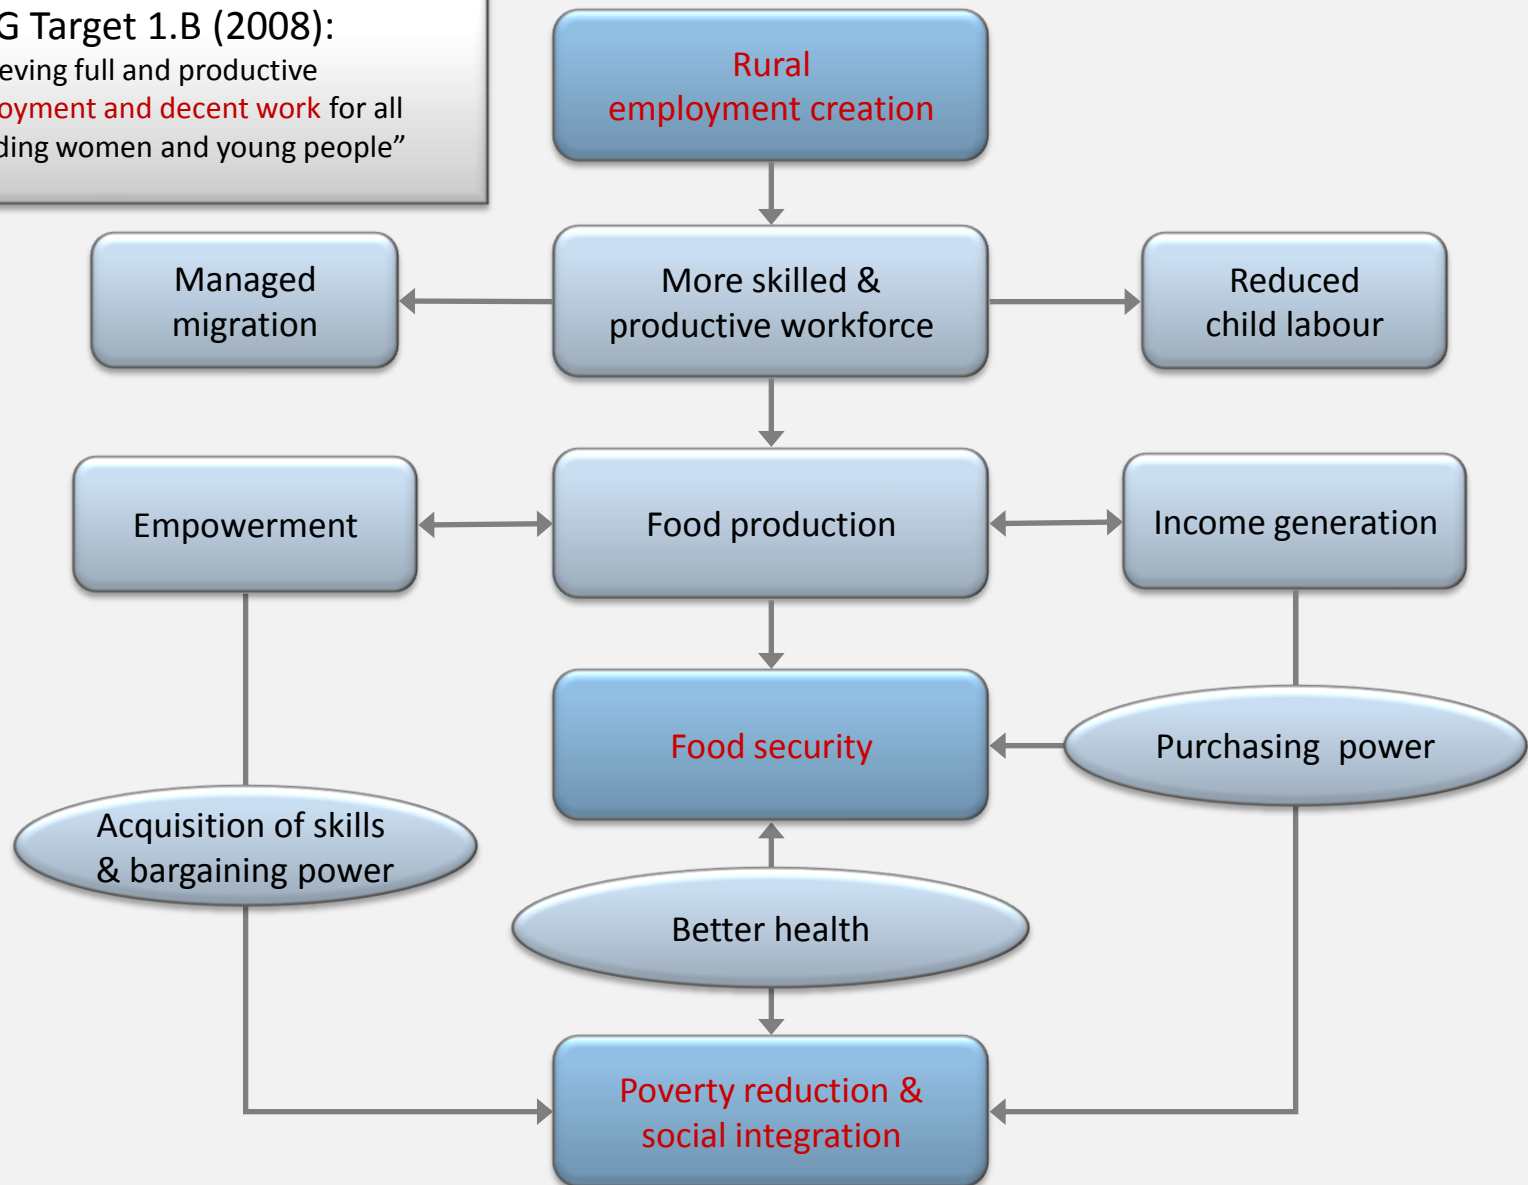 G Target 1.B (2008):
eving full and productive
oyment and decent work for all
ding women and young people”
Rural
employment creation
Managed
migration
More skilled &
productive workforce
Reduced
child labour
Empowerment
Food production
Income generation
Food security
Purchasing  power
Acquisition of skills
& bargaining power
Better health
Poverty reduction &
social integration